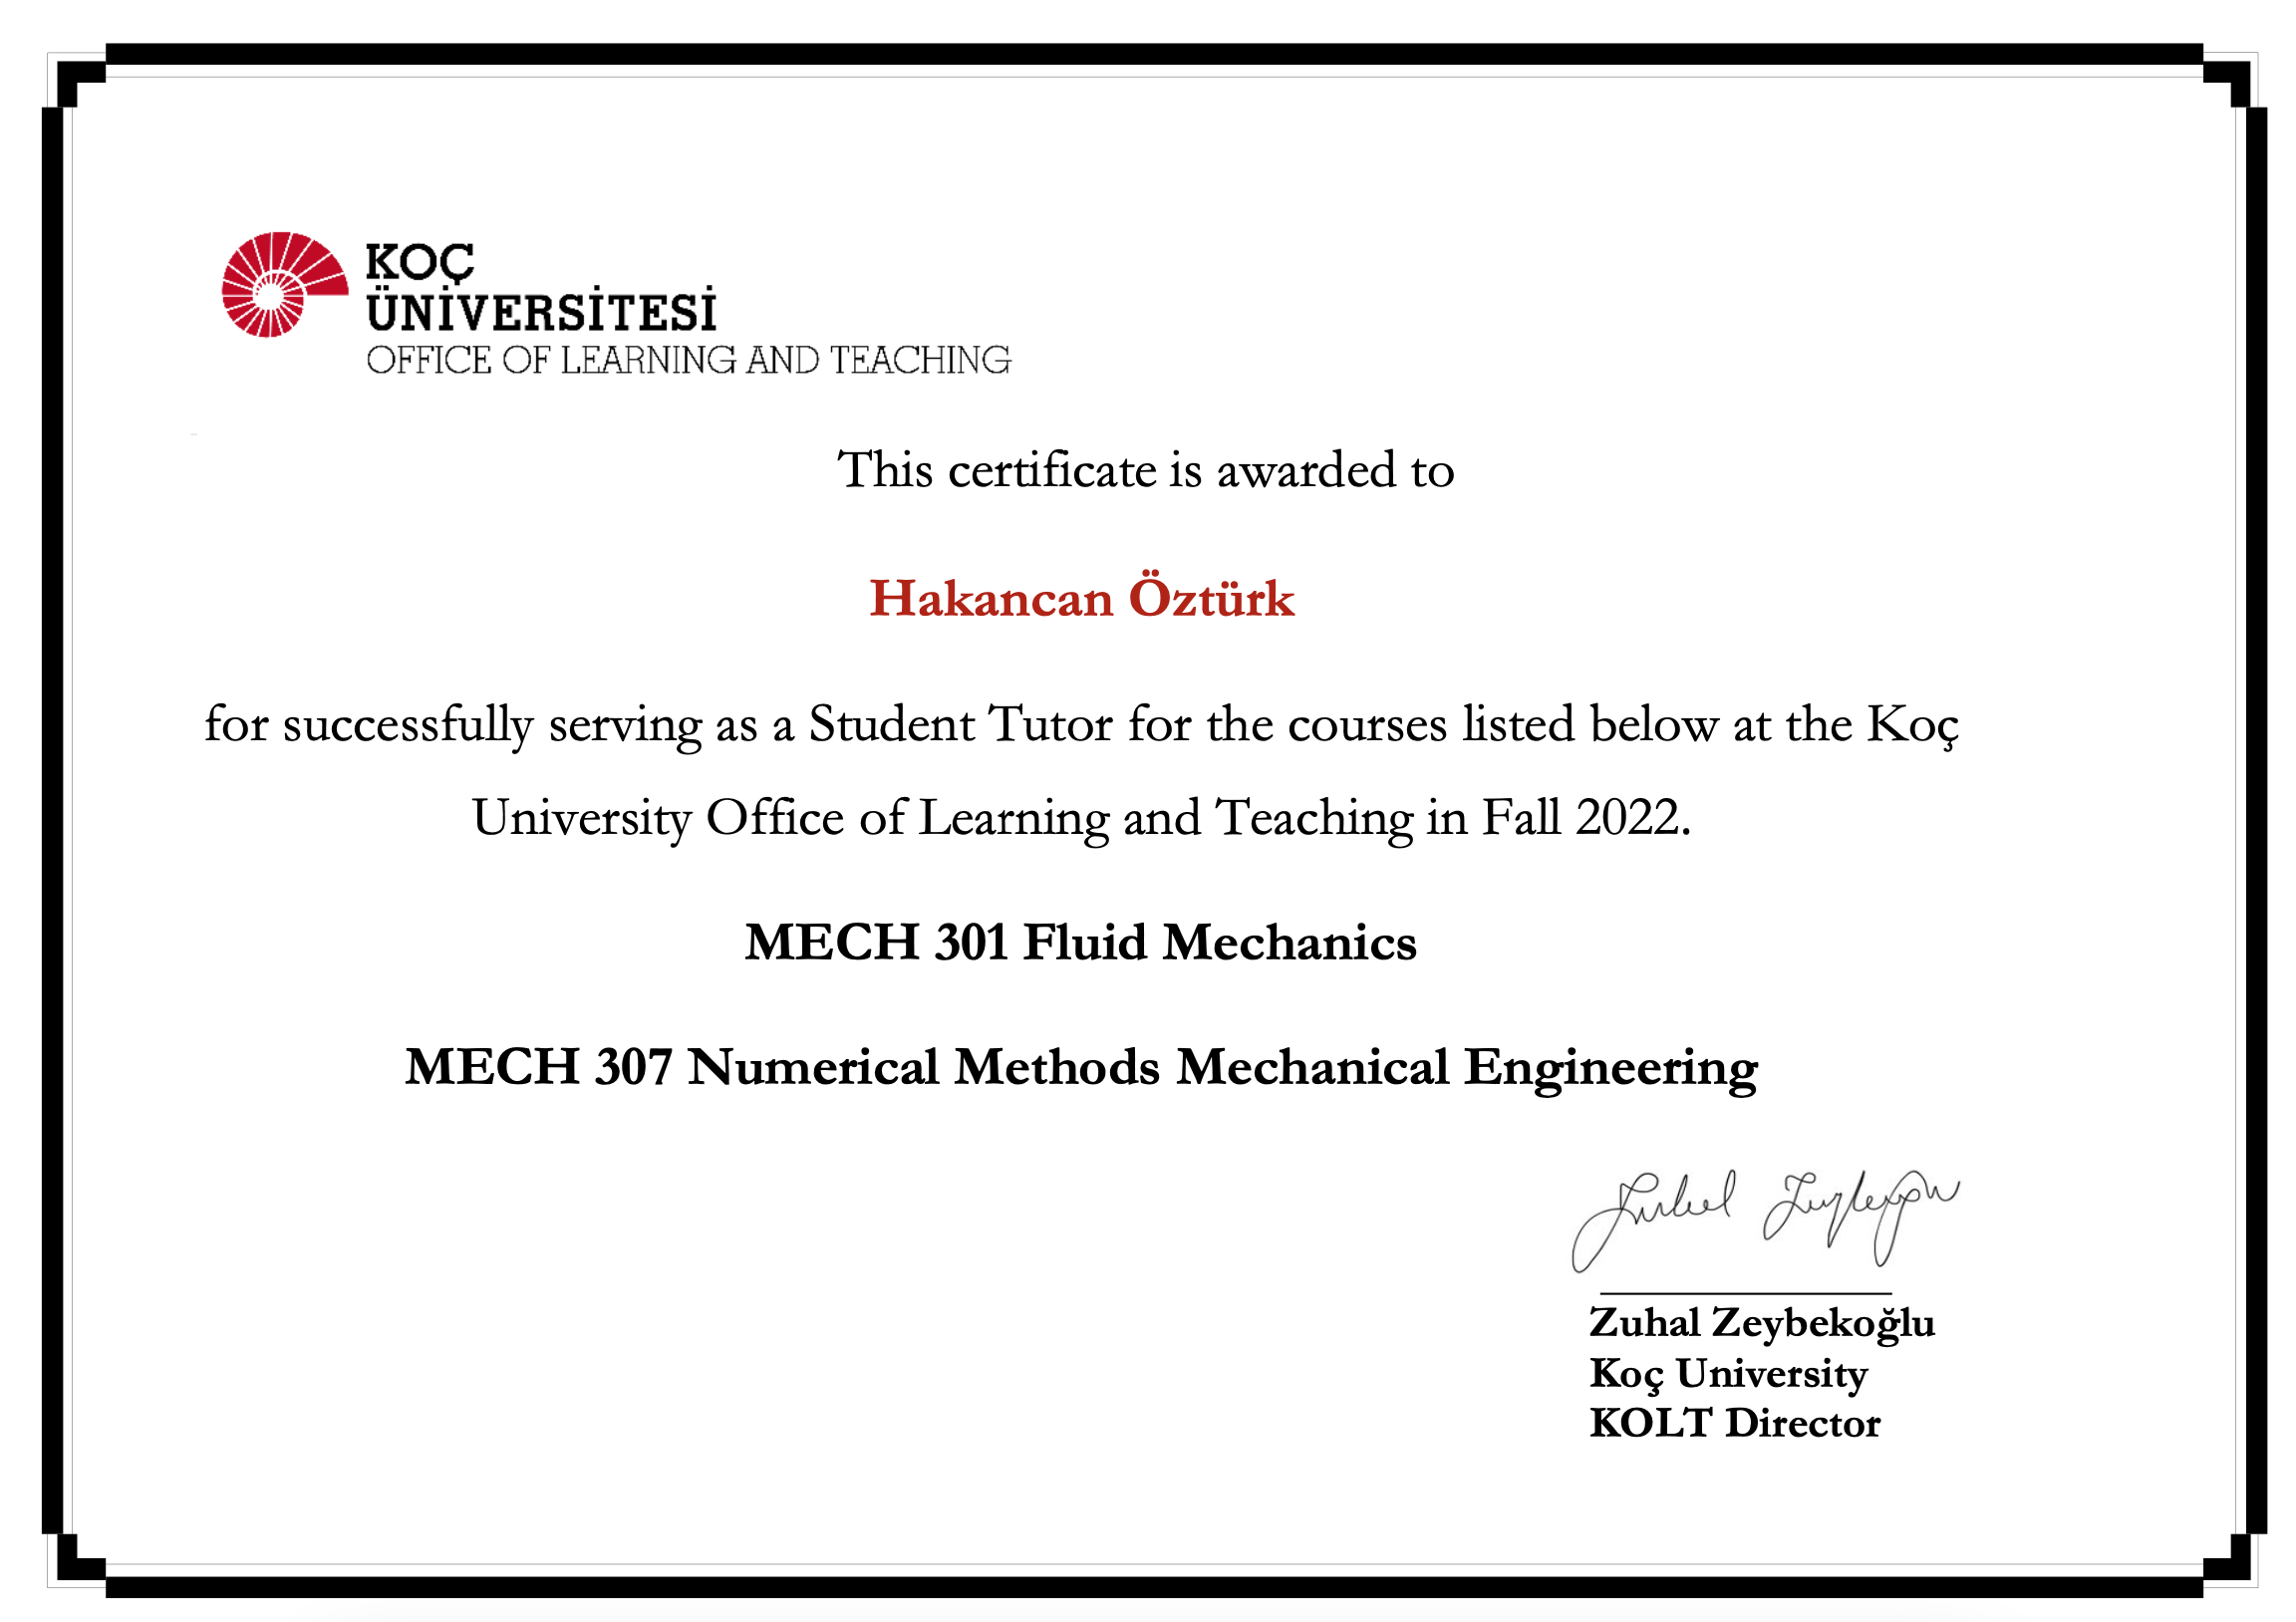 KOÇ
ÜNİVERSİTESİ
OFFICE OF LEARNING AND TEACHING
This certificate is awarded to
Hakancan Öztürk
for successfully serving as a Student Tutor for the courses listed below at the Koç
University Office of Learning and Teaching in Fall 2022.
MECH 301 Fluid Mechanics
MECH 307 Numerical Methods Mechanical Engineering
Zuhal Zeybekoğlu
Koç University
KOLT Director